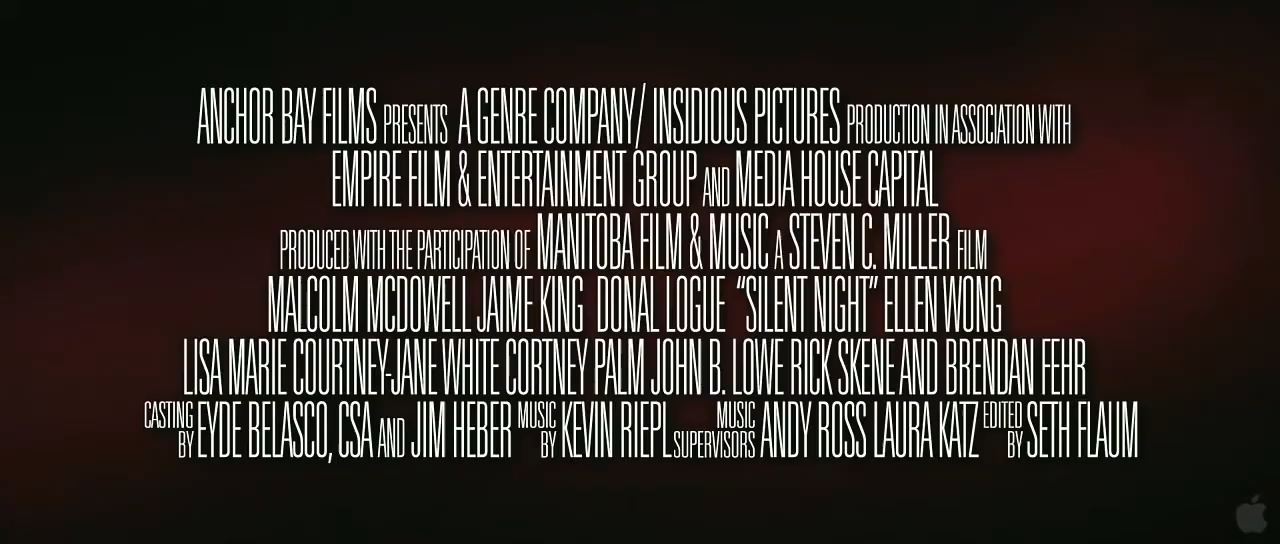 ANCHOR BAY FILMS PRESENTS A GENRE COMPANY/ INSIDIOUS PICTURES PRODUCTION IN ASSOCIATION WITH
EMPIRE FILM & ENTERTAINMENT GROUP AND MEDIA HOUSE CAPITAL
PRODUCED WITH THE PARTICIPATION OF MANITOBA FILM & MUSIC A STEVEN C. MILLER FILM
MALCOLM MCDOWELL JAIME KING DONAL LOGUE “SILENT NIGHT” ELLEN WONG
LISA MARIE COURTNEY-JANE WHITE CORTNEY PALM JOHN B. LOWE RICK SKENE AND BRENDAN FEHR
CASTING BY EYDE BELASCO, CSA AND JIM HEBER MUSIC BY KEVIN RIEPL MUSIC SUPERVISORS ANDY ROSS LAURA KATZ EDITED BY SETH FLAUM